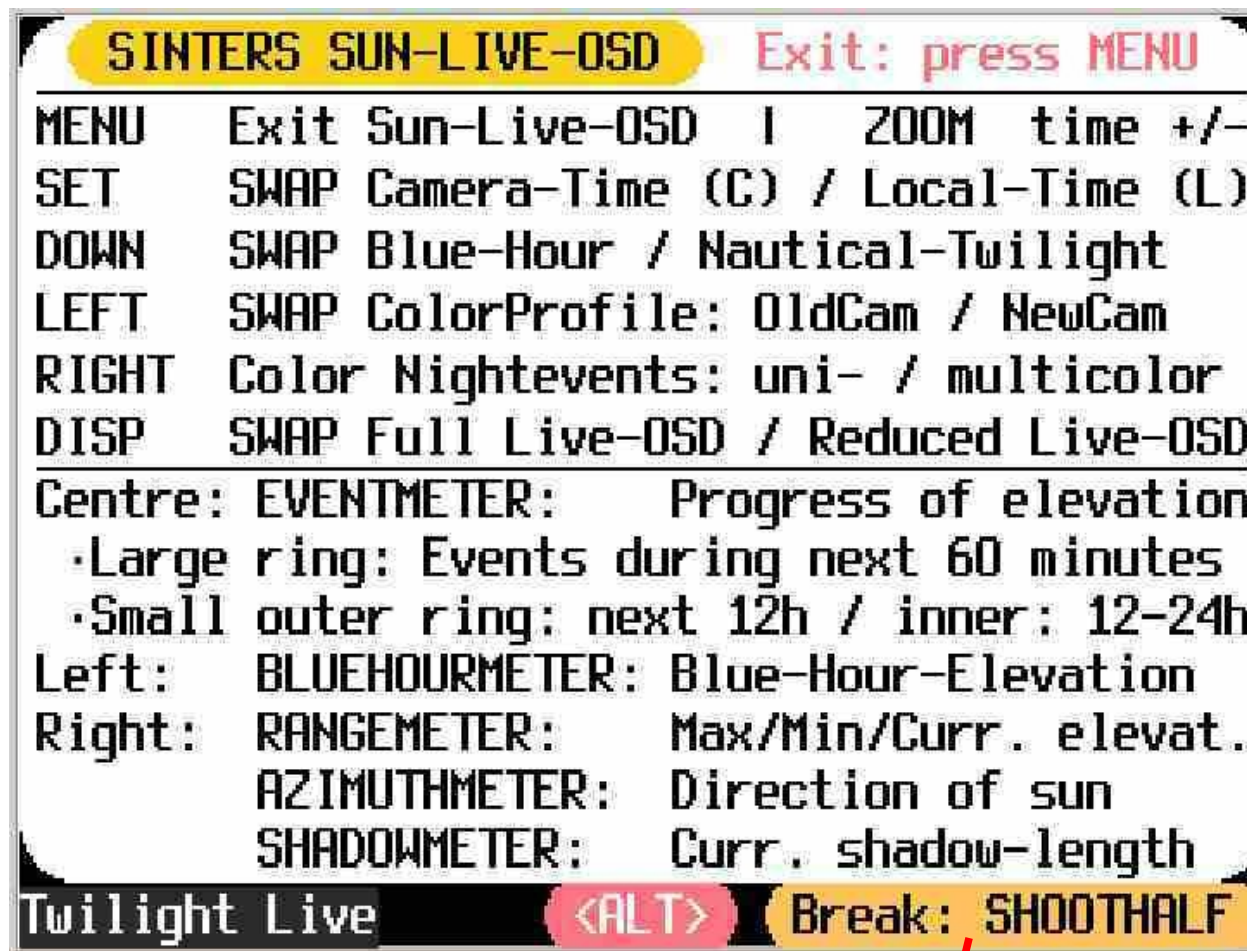 SINTERS SUN-LIVE-OSD Exit: press MENU
MENU Exit Sun-Live-OSD | ZOOM time +/-
SET SWAP Camera-Time (C) / Local-Time (L)
DOWN SWAP Blue-Hour / Nautical-Twilight
LEFT SWAP ColorProfile: OldCam / NewCam
RIGHT Color Nightevents: uni- / multicolor
DISP SWAP Full Live-OSD / Reduced Live-OSD
Centre: EVENTMETER: Progress of elevation
·Large ring: Events during next 60 minutes
·Small outer ring: next 12h / inner: 12-24h
Left: BLUEHOURMETER: Blue-Hour-Elevation
Right: RANGEMETER: Max/Min/Curr. elevat.
AZIMUTHMETER: Direction of sun
SHADOWMETER: Curr. shadow-length
Twilight Live <ALT> Break: SHOOTHALF